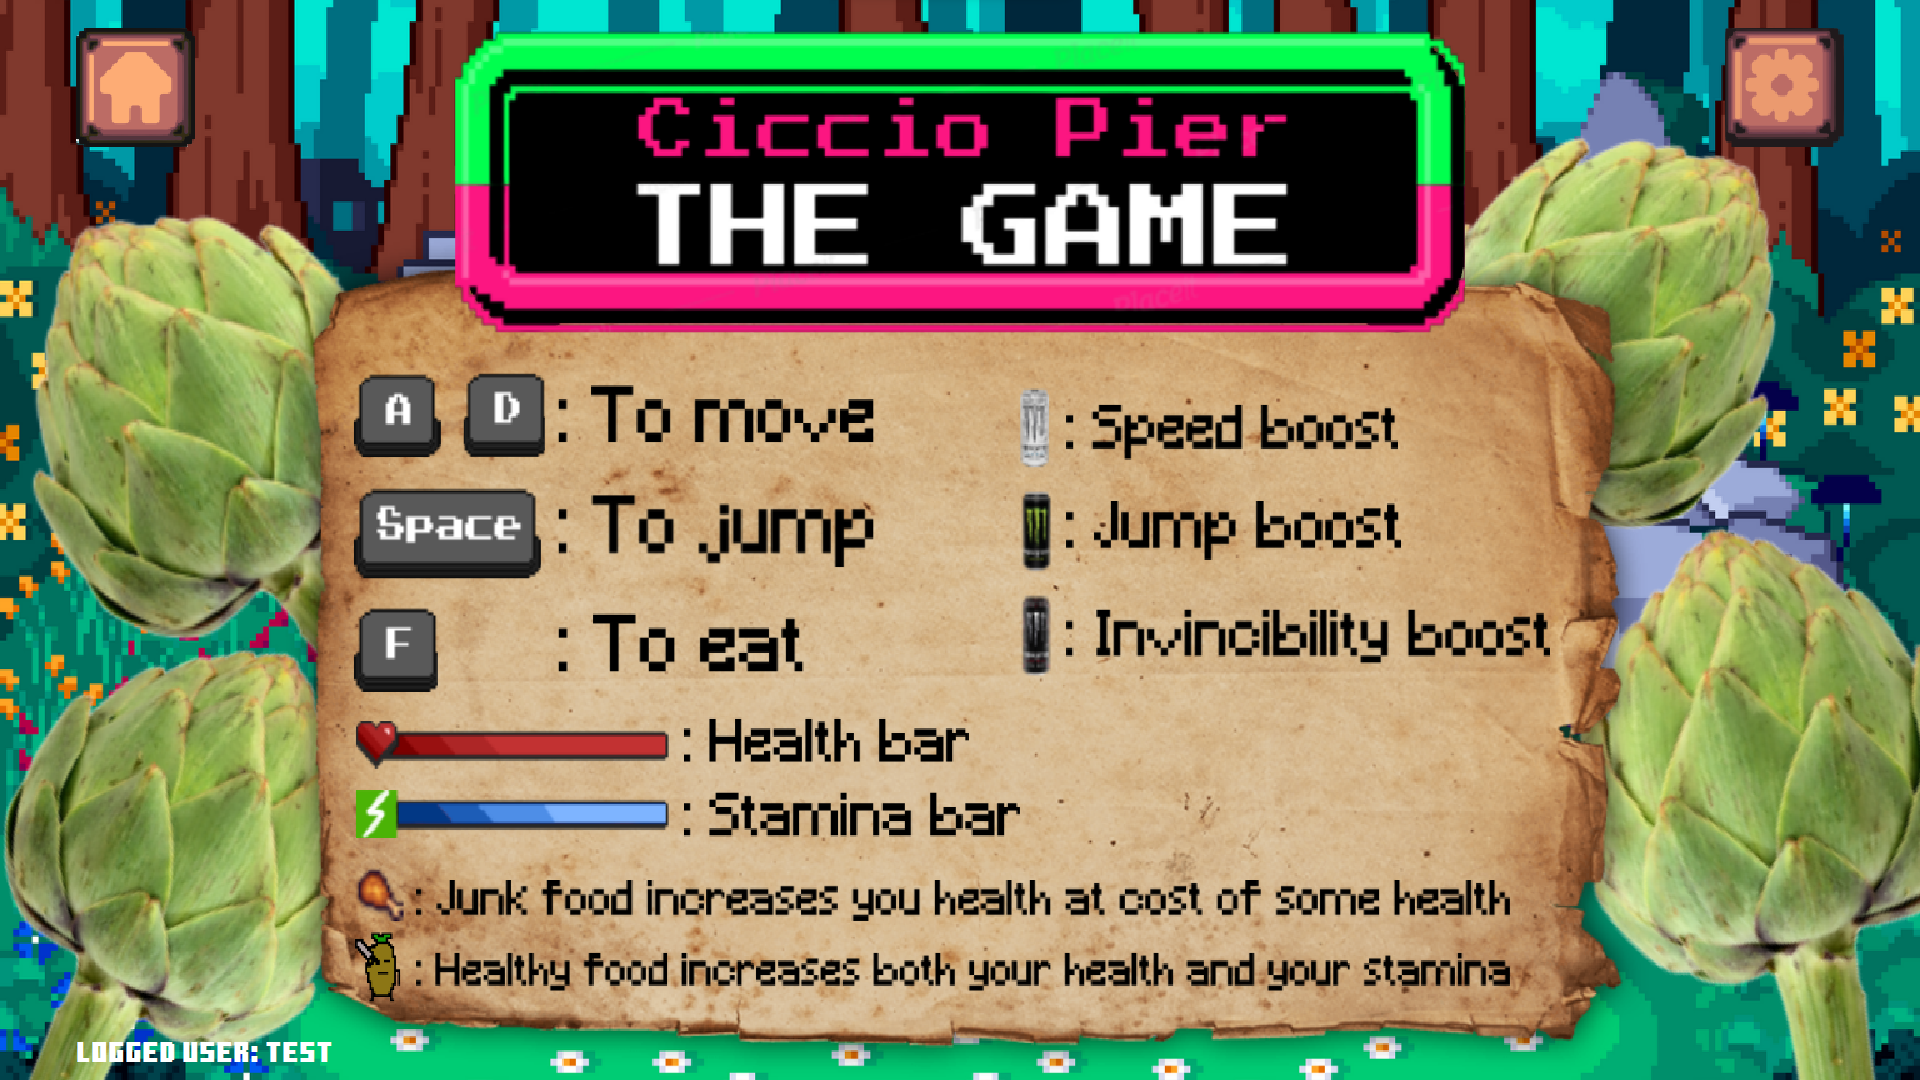 Ciccio Pier
THE GAME
A D : To move
Space : To jump
F : To eat
: Speed boost
: Jump boost
: Invincibility boost
: Health bar
: Stamina bar
: Junk food increases you health at cost of some health
: Healthy food increases both your health and your stamina
LOGGED USER: TEST
Placeit